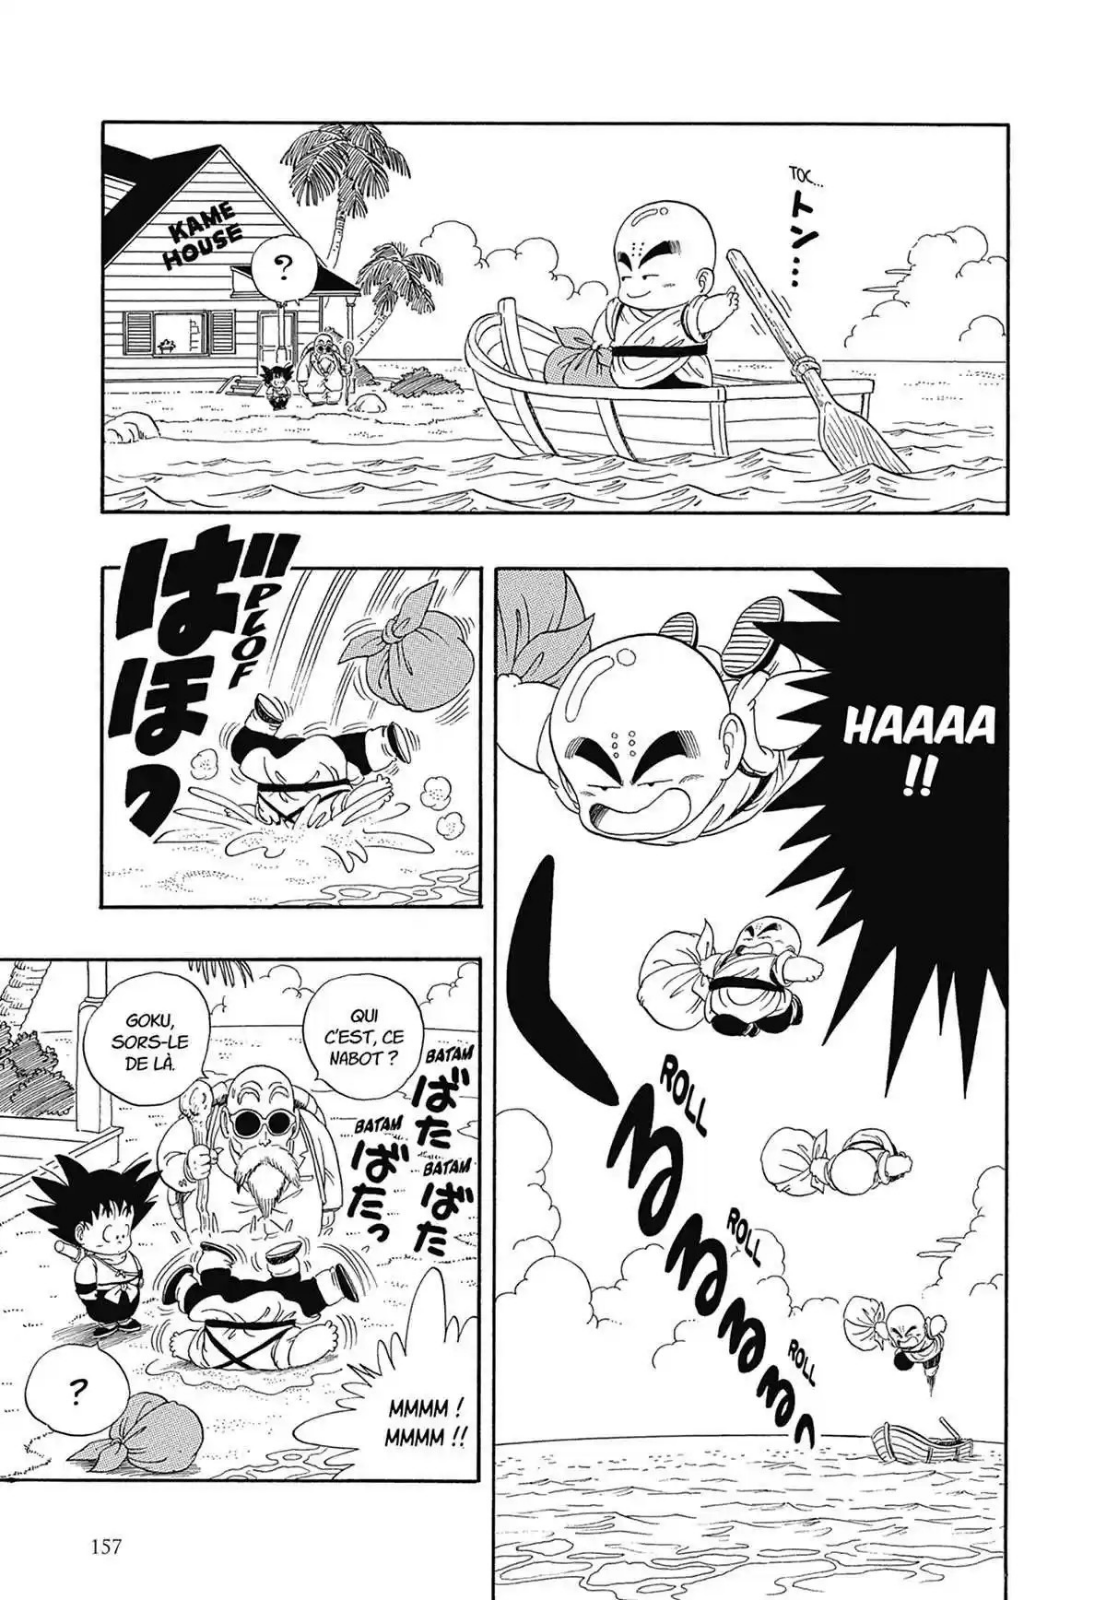 KAME
HOUSE
?
TOC...
トン...
HAAAA
!!
ROLL
ROLL
ROLL
ばほっ
PLOF
QUI
C'EST, CE
NABOT ?
GOKU,
SORS-LE
DE LÀ.
BATAM
ばた
BATAM
ばた
BATAM
ばたっ
?
MMMM !
MMMM !!
157